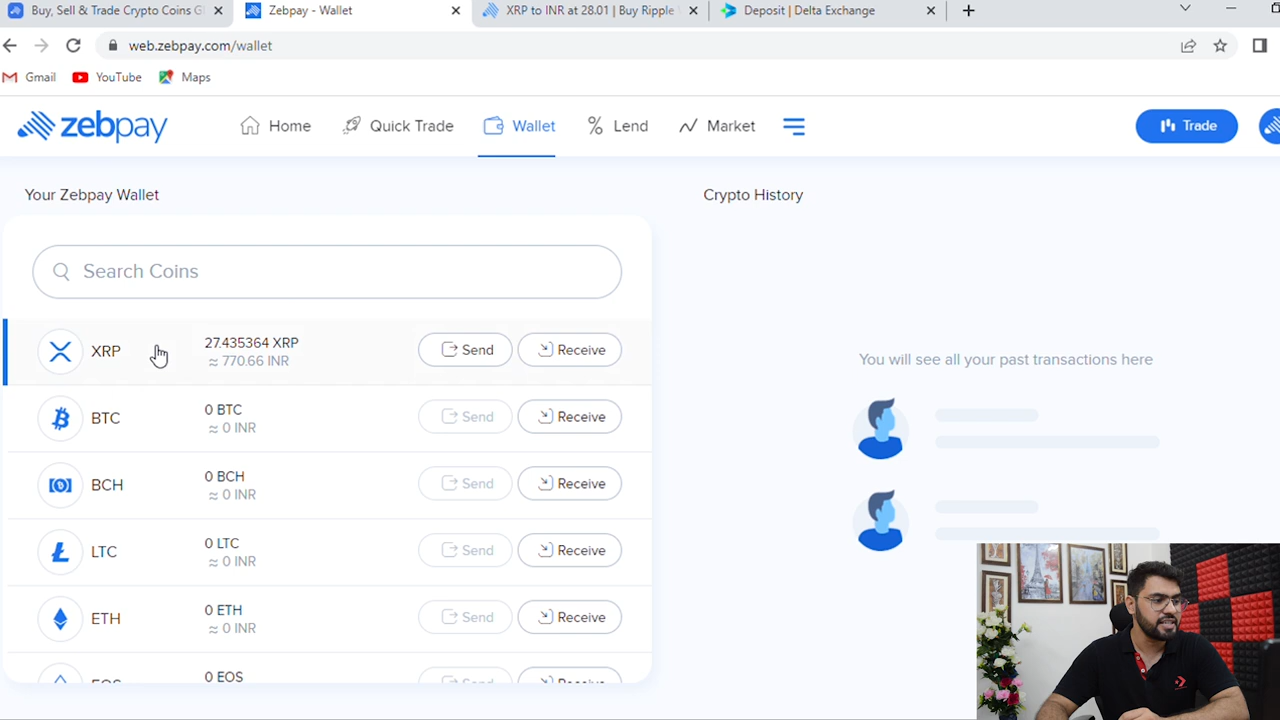 Buy, Sell & Trade Crypto Coins Gl
Zebpay - Wallet
XRP to INR at 28.01 | Buy Ripple
Deposit | Delta Exchange
web.zebpay.com/wallet
Gmail
YouTube
Maps
zebpay
Home
Quick Trade
Wallet
Lend
Market
Trade
Your Zebpay Wallet
Crypto History
Search Coins
XRP
27.435364 XRP
≈ 770.66 INR
Send
Receive
You will see all your past transactions here
BTC
0 BTC
≈ 0 INR
Send
Receive
BCH
0 BCH
≈ 0 INR
Send
Receive
LTC
0 LTC
≈ 0 INR
Send
Receive
ETH
0 ETH
≈ 0 INR
Send
Receive
EOS
0 EOS
Send
Receive